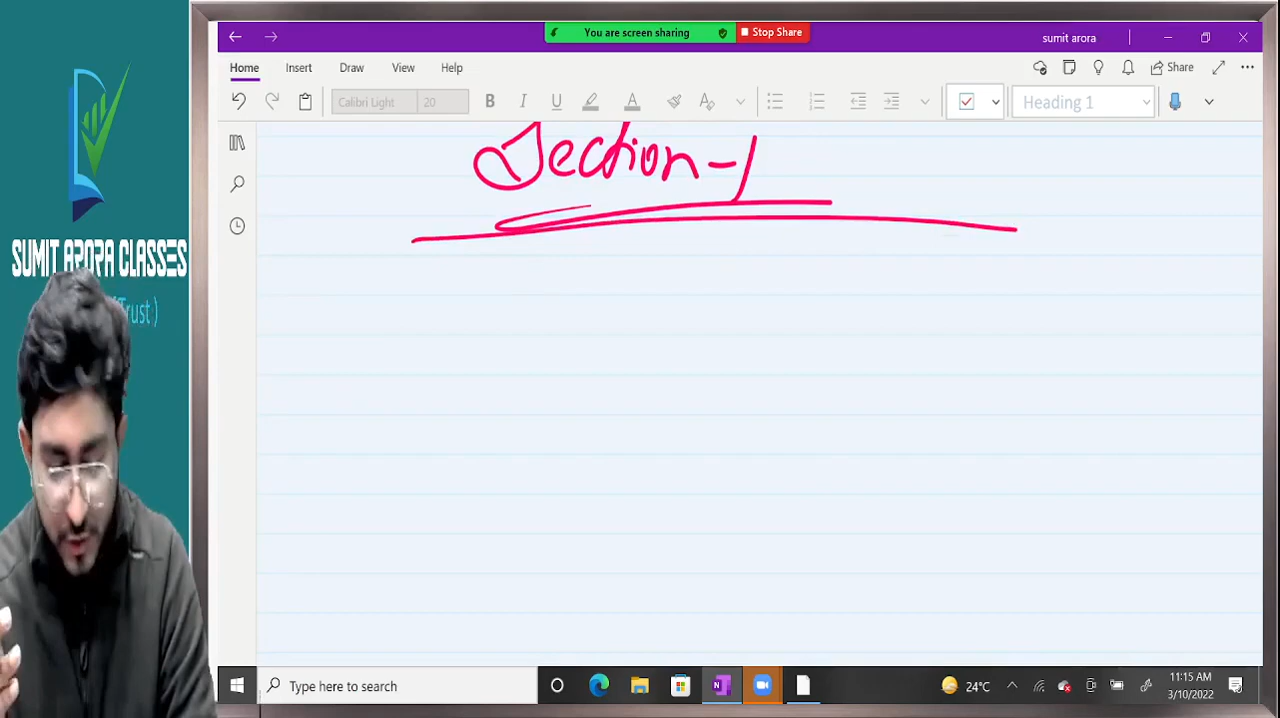 You are screen sharing Stop Share
sumit arora
Home Insert Draw View Help Share
Calibri Light 20 B I U A Heading 1
Section-1
SUMIT ARORA CLASSES
Trust )
Type here to search 24°C 11:15 AM
3/10/2022